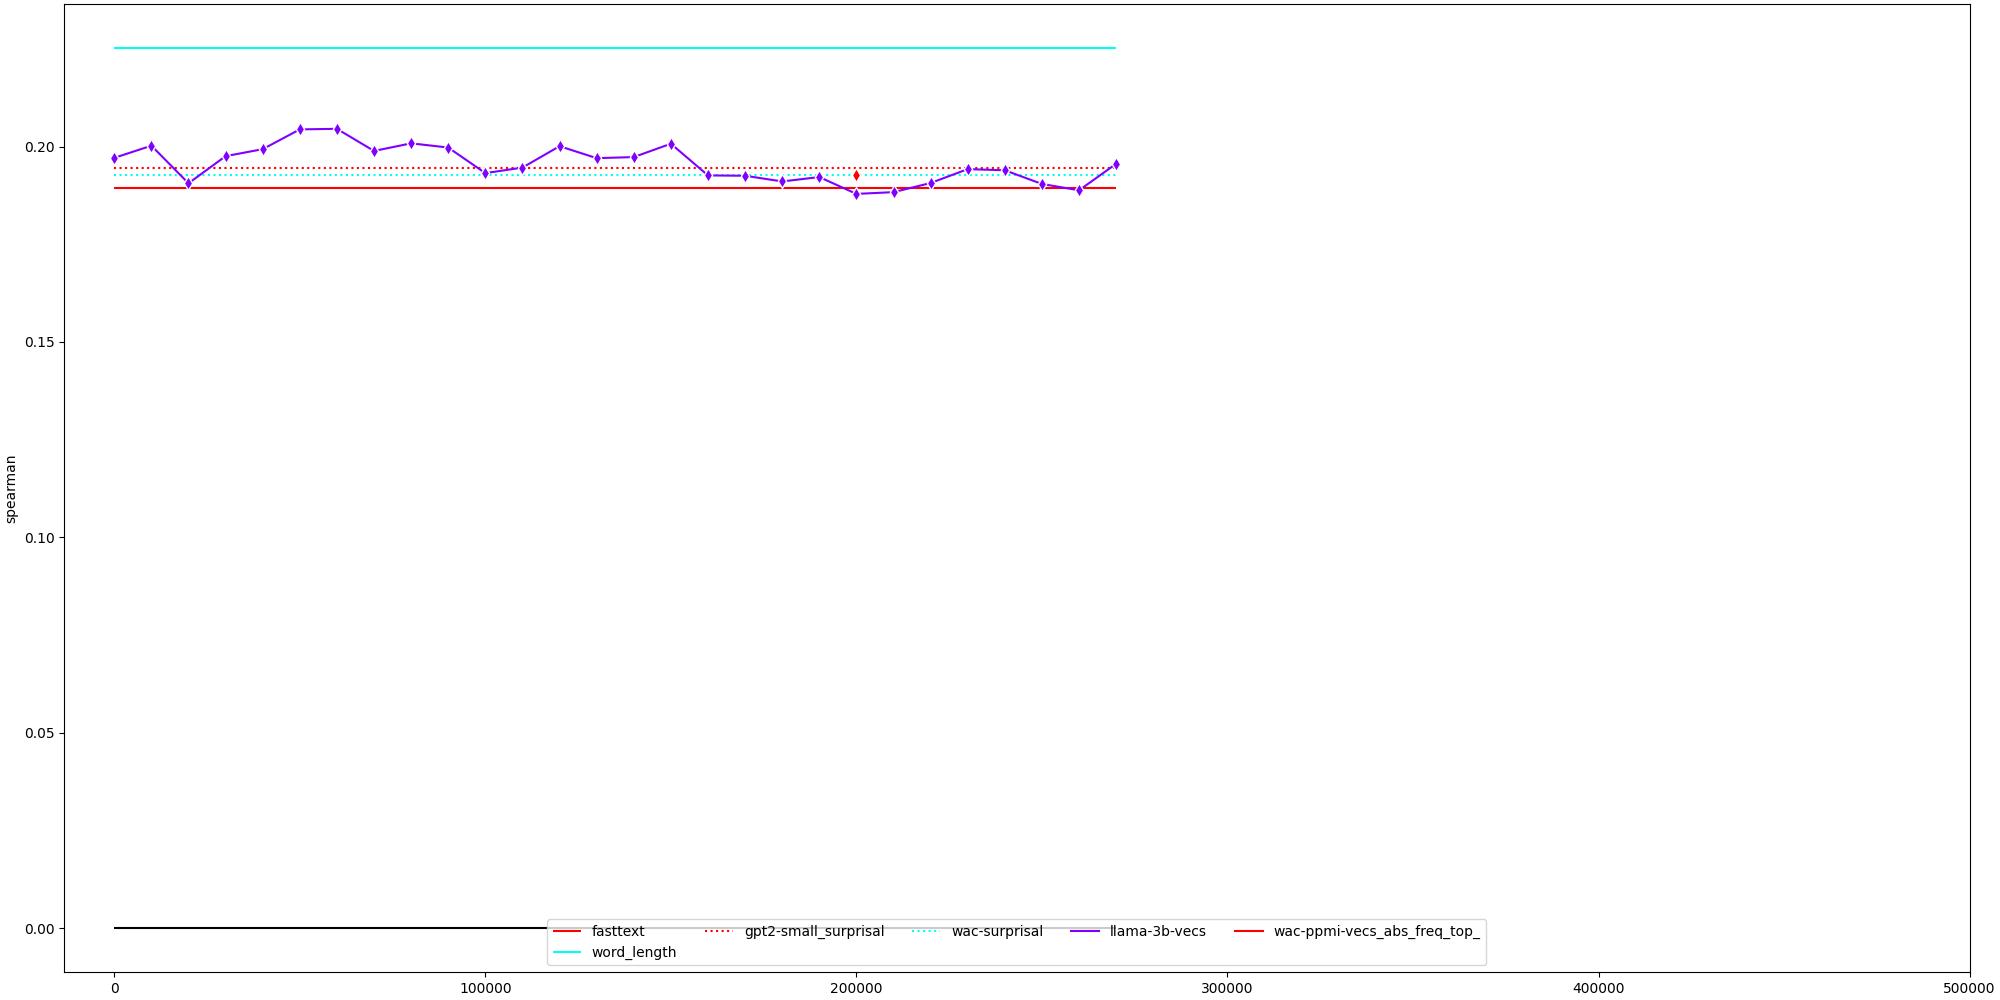 0.20
0.15
0.10
0.05
0.00
spearman
0 100000 200000 300000 400000 500000
fasttext gpt2-small_surprisal wac-surprisal llama-3b-vecs wac-ppmi-vecs_abs_freq_top_
word_length